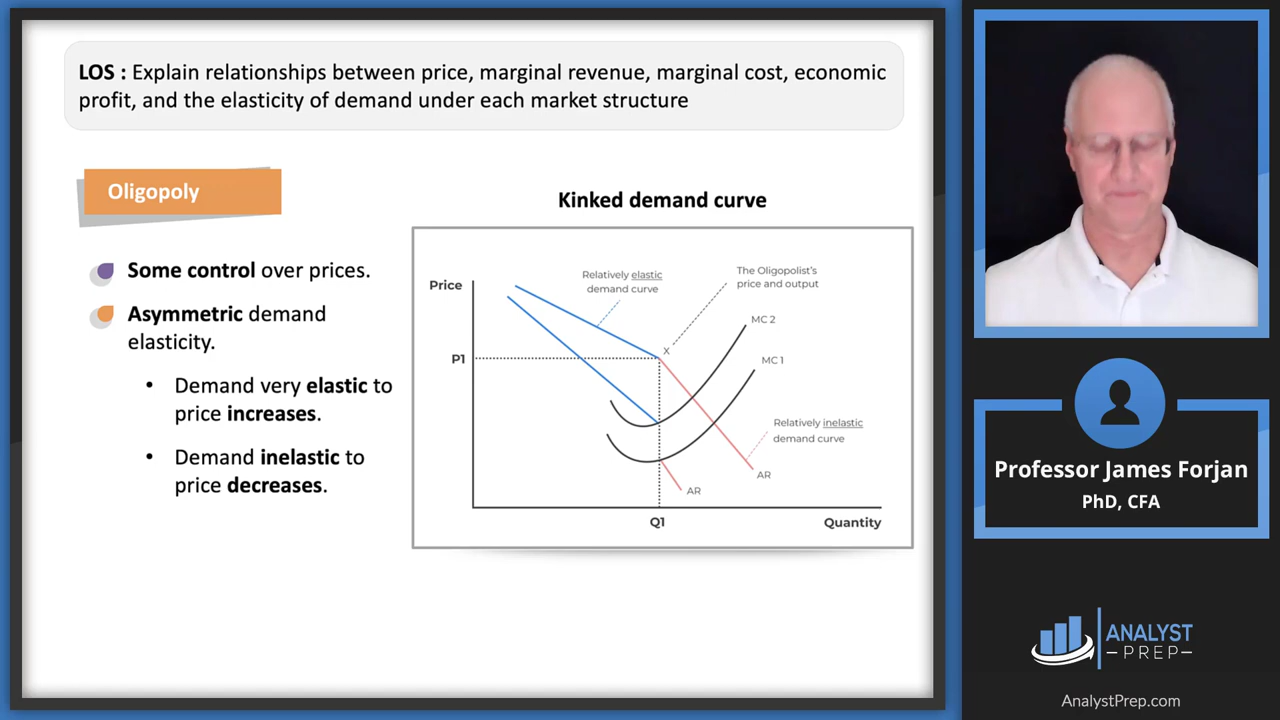 LOS : Explain relationships between price, marginal revenue, marginal cost, economic
profit, and the elasticity of demand under each market structure
Oligopoly
Some control over prices.
Asymmetric demand
elasticity.
• Demand very elastic to
price increases.
• Demand inelastic to
price decreases.
Kinked demand curve
Price
Relatively elastic
demand curve
The Oligopolist's
price and output
MC 2
X
P1
MC 1
Relatively inelastic
demand curve
AR
AR
Q1
Quantity
Professor James Forjan
PhD, CFA
ANALYST
PREP
AnalystPrep.com